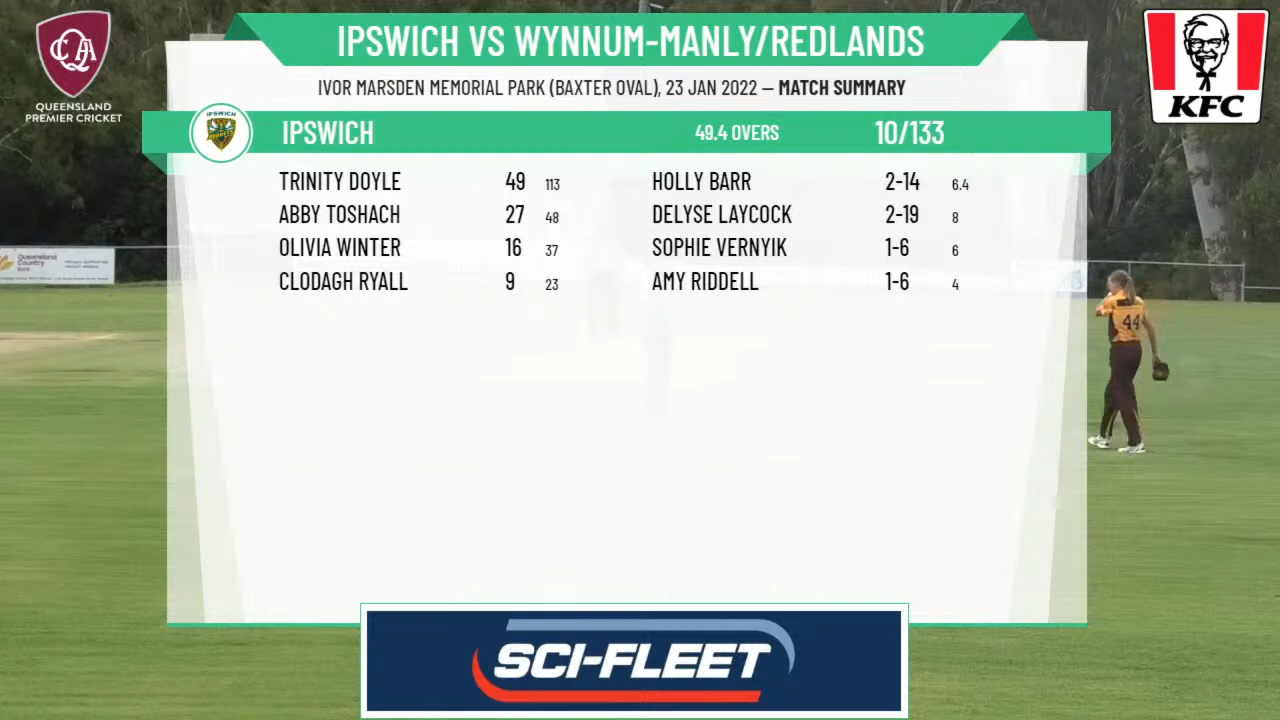 IPSWICH VS WYNNUM-MANLY/REDLANDS
IVOR MARSDEN MEMORIAL PARK (BAXTER OVAL), 23 JAN 2022 – MATCH SUMMARY
QUEENSLAND
PREMIER CRICKET
KFC
IPSWICH
IPSWICH 49.4 OVERS 10/133
TRINITY DOYLE 49 113 HOLLY BARR 2-14 6.4
ABBY TOSHACH 27 48 DELYSE LAYCOCK 2-19 8
OLIVIA WINTER 16 37 SOPHIE VERNYIK 1-6 6
CLODAGH RYALL 9 23 AMY RIDDELL 1-6 4
Queensland
Country
Bank
44
SCI-FLEET